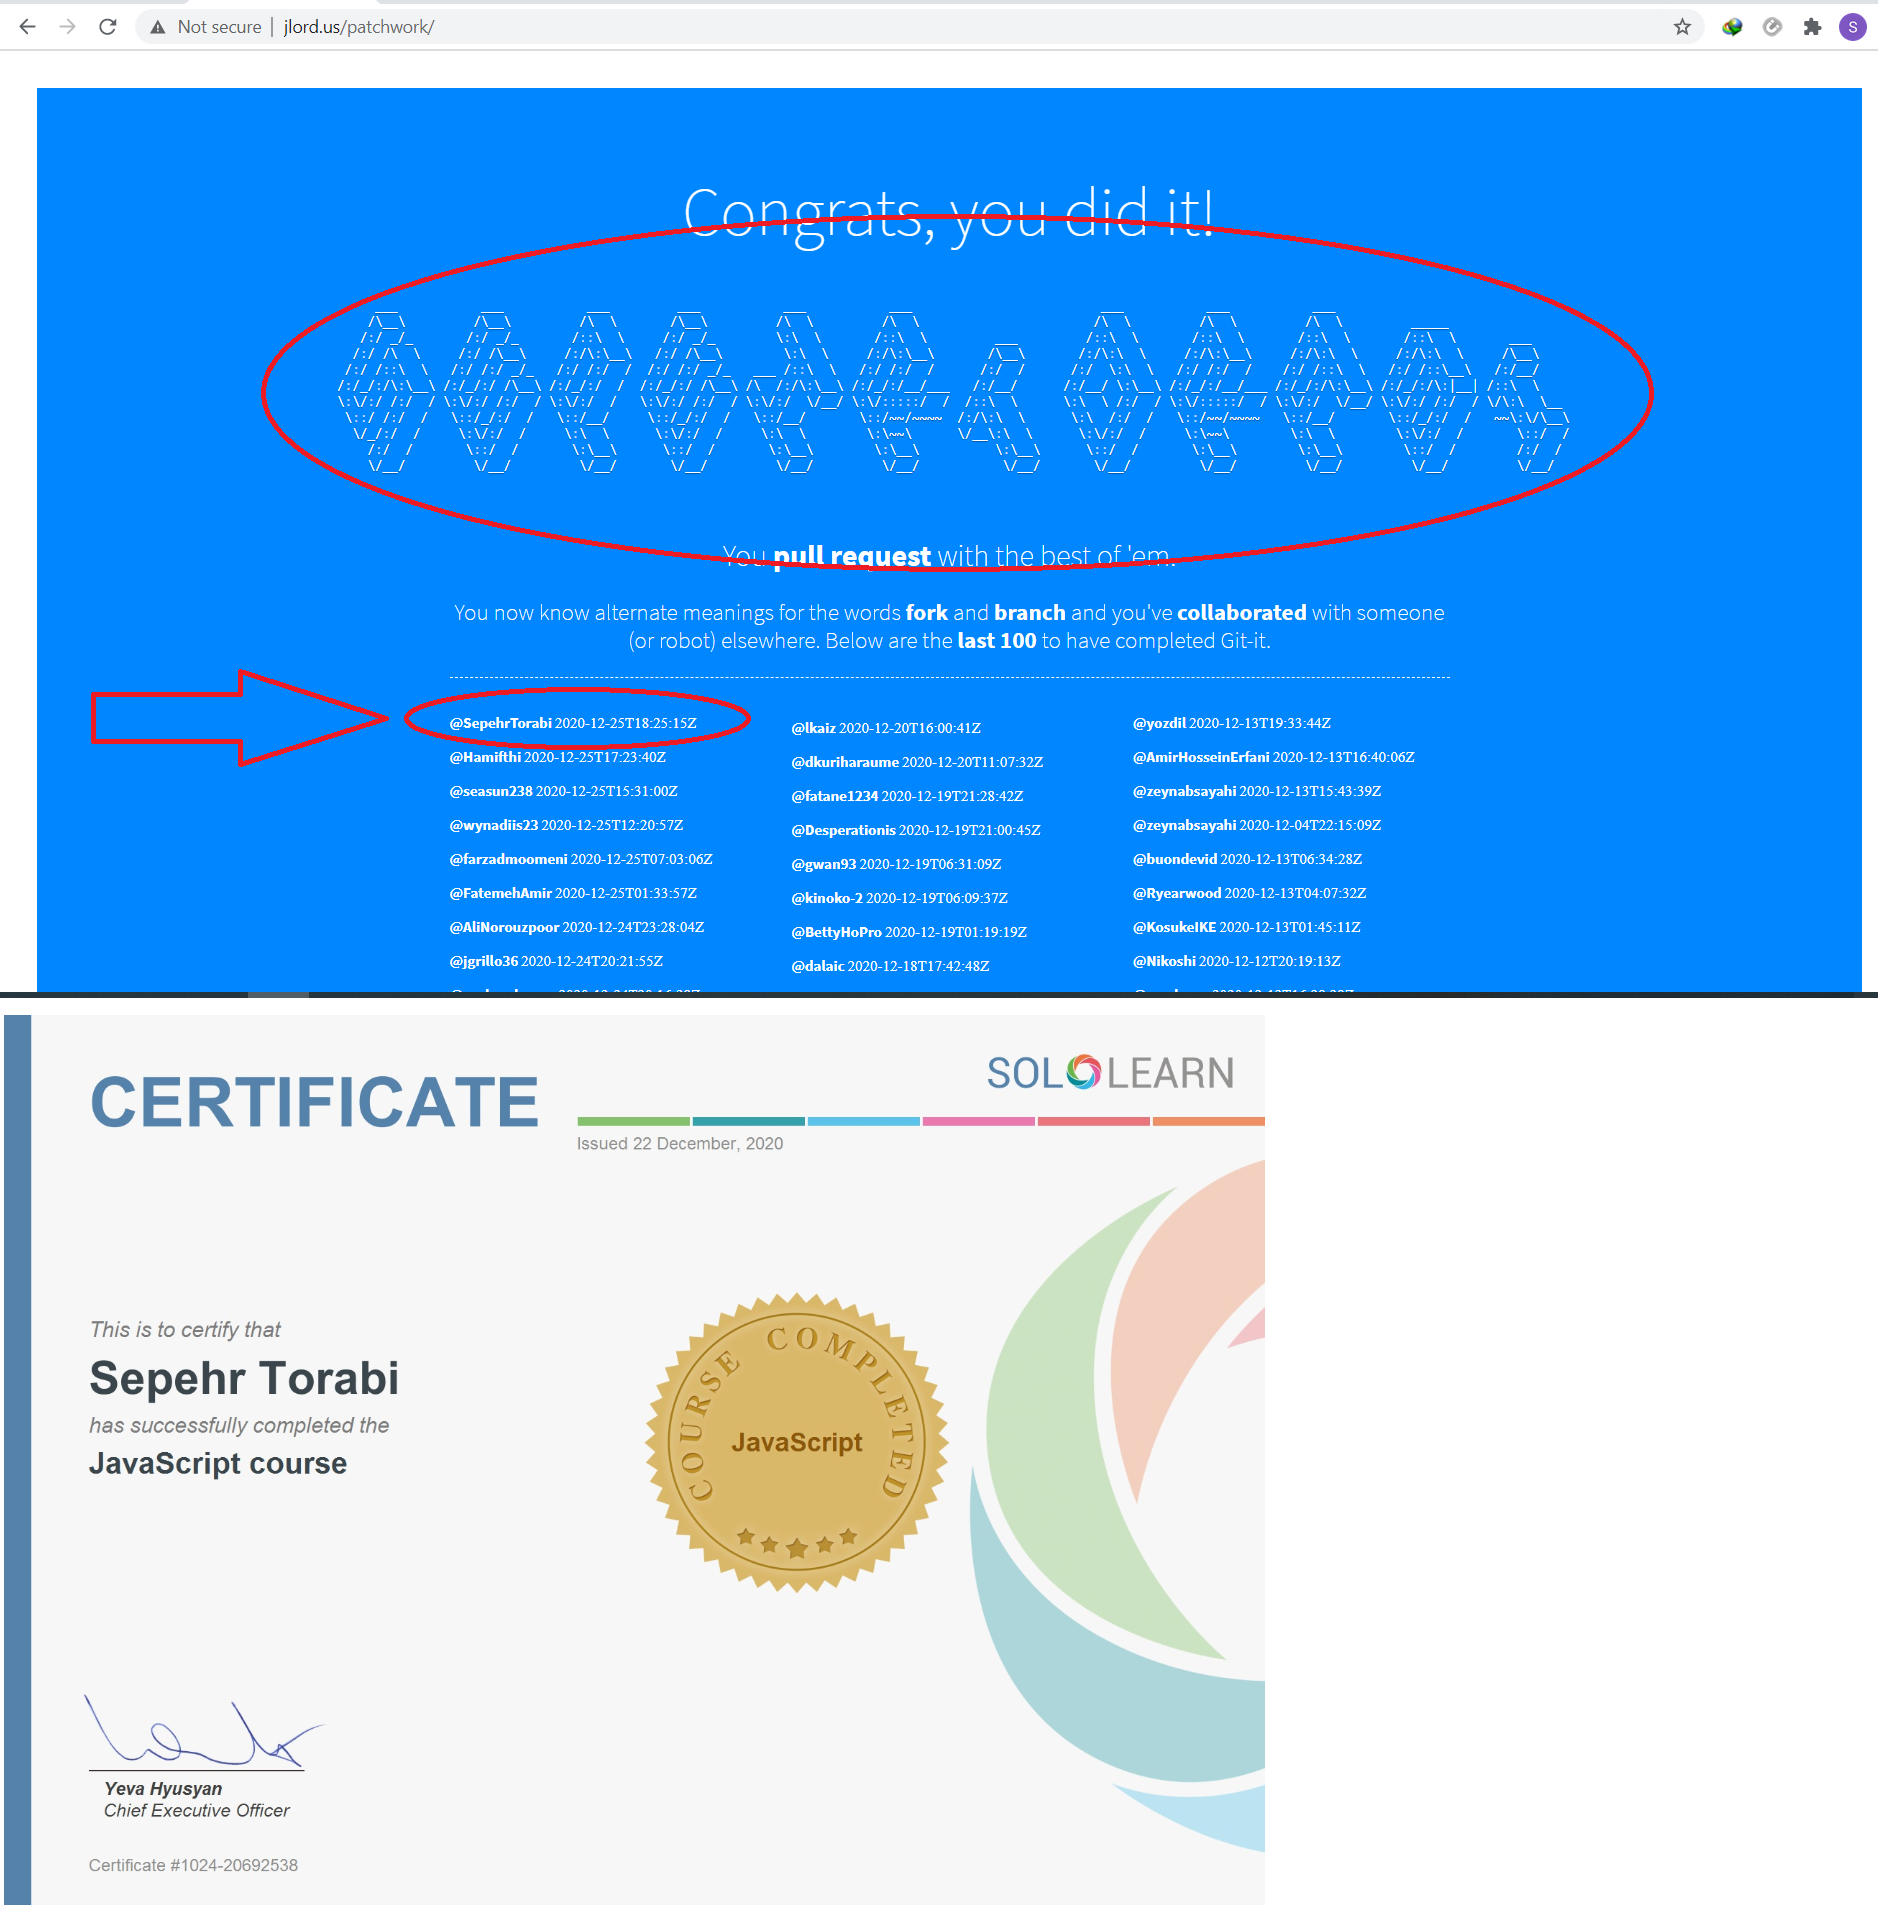 Not secure | jlord.us/patchwork/
S
Congrats, you did it!
SepehrTorabi
You pull request with the best of 'em.
You now know alternate meanings for the words fork and branch and you've collaborated with someone
(or robot) elsewhere. Below are the last 100 to have completed Git-it.
@SepehrTorabi 2020-12-25T18:25:15Z
@Hamifthi 2020-12-25T17:23:40Z
@seasun238 2020-12-25T15:31:00Z
@wynadiis23 2020-12-25T12:20:57Z
@farzadmoomeni 2020-12-25T07:03:06Z
@FatemehAmir 2020-12-25T01:33:57Z
@AliNorouzpoor 2020-12-24T23:28:04Z
@jgrillo36 2020-12-24T20:21:55Z
@lkaiz 2020-12-20T16:00:41Z
@dkuriharaume 2020-12-20T11:07:32Z
@fatane1234 2020-12-19T21:28:42Z
@Desperationis 2020-12-19T21:00:45Z
@gwan93 2020-12-19T06:31:09Z
@kinoko-2 2020-12-19T06:09:37Z
@BettyHoPro 2020-12-19T01:19:19Z
@dalaic 2020-12-18T17:42:48Z
@yozdil 2020-12-13T19:33:44Z
@AmirHosseinErfani 2020-12-13T16:40:06Z
@zeynabsayahi 2020-12-13T15:43:39Z
@zeynabsayahi 2020-12-04T22:15:09Z
@buondevid 2020-12-13T06:34:28Z
@Ryearwood 2020-12-13T04:07:32Z
@KosukeIKE 2020-12-13T01:45:11Z
@Nikoshi 2020-12-12T20:19:13Z
CERTIFICATE
SOLOLEARN
Issued 22 December, 2020
This is to certify that
Sepehr Torabi
has successfully completed the
JavaScript course
COURSE COMPLETED
JavaScript
Yeva Hyusyan
Chief Executive Officer
Certificate #1024-20692538